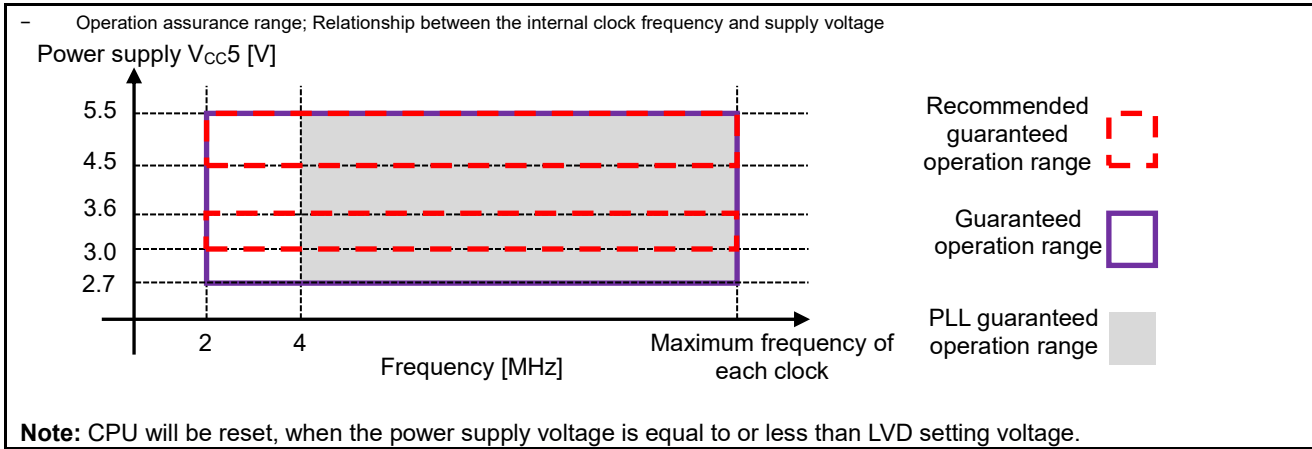 − Operation assurance range; Relationship between the internal clock frequency and supply voltage
Power supply VCC5 [V]
5.5
4.5
3.6
3.0
2.7
2
4
Frequency [MHz]
Maximum frequency of
each clock
Recommended
guaranteed
operation range
Guaranteed
operation range
PLL guaranteed
operation range
Note: CPU will be reset, when the power supply voltage is equal to or less than LVD setting voltage.